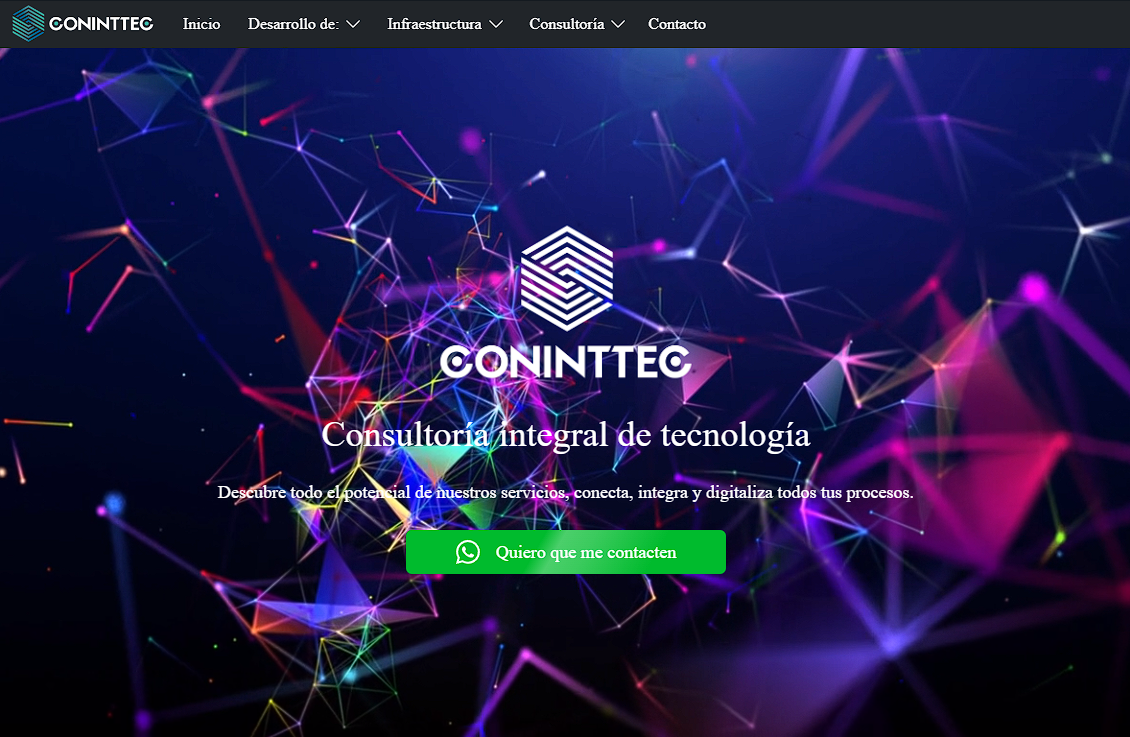 CONINTTEC Inicio Desarrollo de: Infraestructura Consultoría Contacto
CONINTTEC
Consultoría integral de tecnología
Descubre todo el potencial de nuestros servicios, conecta, integra y digitaliza todos tus procesos.
Quiero que me contacten